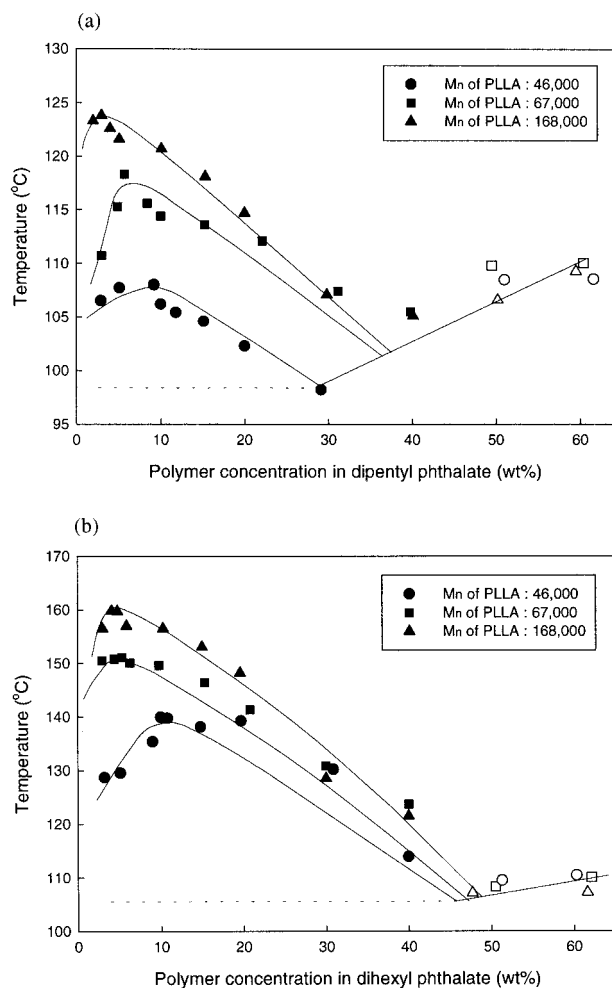 (a)
130
125
120
115
110
105
100
95
Temperature (°C)
Mn of PLLA : 46,000
Mn of PLLA : 67,000
Mn of PLLA : 168,000
0 10 20 30 40 50 60
Polymer concentration in dipentyl phthalate (wt%)
(b)
170
160
150
140
130
120
110
100
Temperature (°C)
Mn of PLLA : 46,000
Mn of PLLA : 67,000
Mn of PLLA : 168,000
0 10 20 30 40 50 60
Polymer concentration in dihexyl phthalate (wt%)